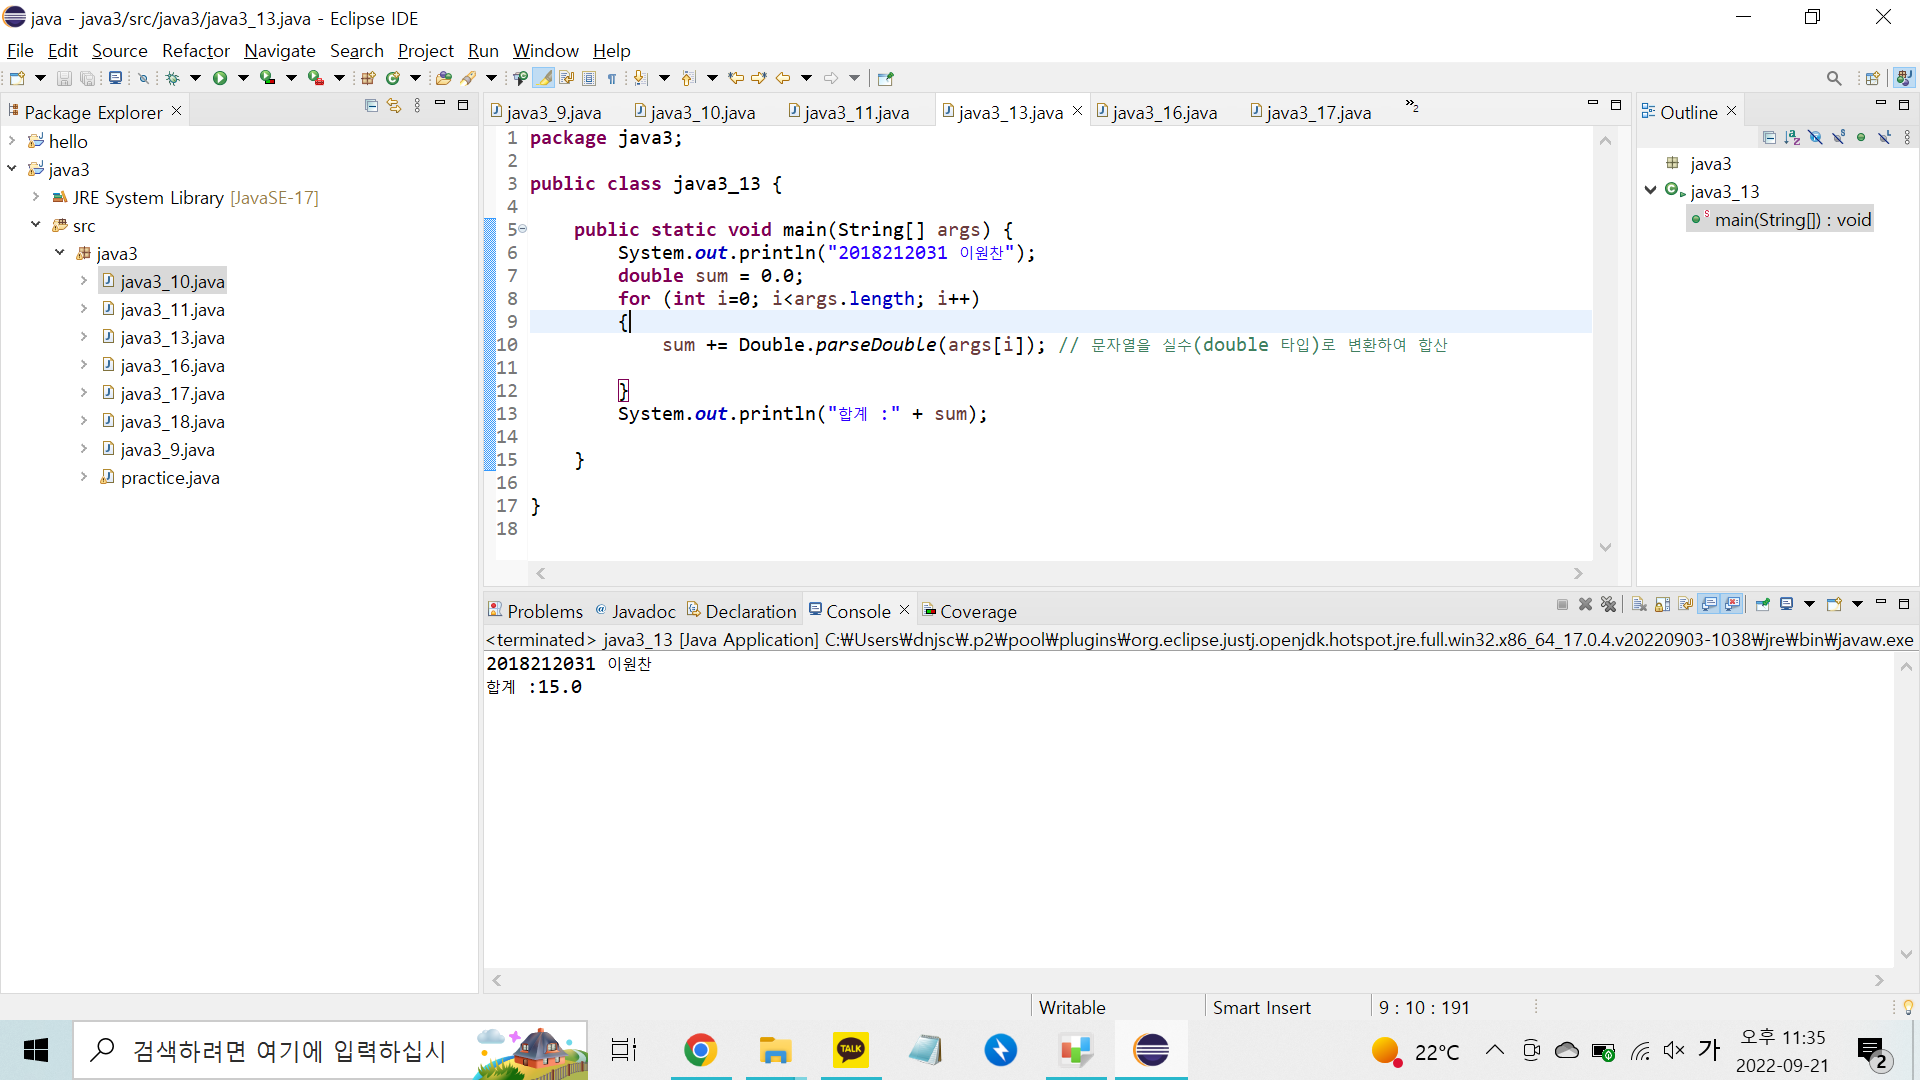 java - java3/src/java3/java3_13.java - Eclipse IDE
File Edit Source Refactor Navigate Search Project Run Window Help
Package Explorer
hello
java3
JRE System Library [JavaSE-17]
src
java3
java3_10.java
java3_11.java
java3_13.java
java3_16.java
java3_17.java
java3_18.java
java3_9.java
practice.java
java3_9.java java3_10.java java3_11.java java3_13.java java3_16.java java3_17.java »2
1 package java3;
2
3 public class java3_13 {
4
5 public static void main(String[] args) {
6 System.out.println("2018212031 이원찬");
7 double sum = 0.0;
8 for (int i=0; i<args.length; i++)
9 {
10 sum += Double.parseDouble(args[i]); // 문자열을 실수(double 타입)로 변환하여 합산
11
12 }
13 System.out.println("합계 :" + sum);
14
15 }
16
17 }
18
Outline
java3
java3_13
main(String[]) : void
Problems Javadoc Declaration Console Coverage
<terminated> java3_13 [Java Application] C:₩Users₩dnjsc₩.p2₩pool₩plugins₩org.eclipse.justj.openjdk.hotspot.jre.full.win32.x86_64_17.0.4.v20220903-1038₩jre₩bin₩javaw.exe
2018212031 이원찬
합계 :15.0
Writable Smart Insert 9 : 10 : 191
검색하려면 여기에 입력하십시
TALK
22°C 가 오후 11:35
2022-09-21
2